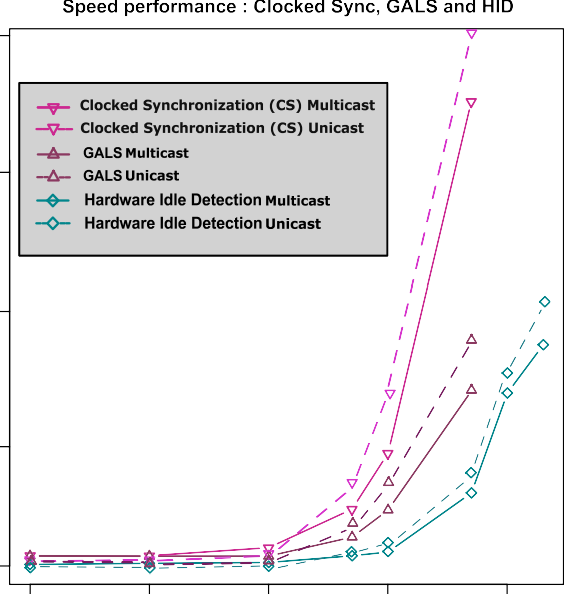 Speed performance : Clocked Sync, GALS and HID
Clocked Synchronization (CS) Multicast
Clocked Synchronization (CS) Unicast
GALS Multicast
GALS Unicast
Hardware Idle Detection Multicast
Hardware Idle Detection Unicast